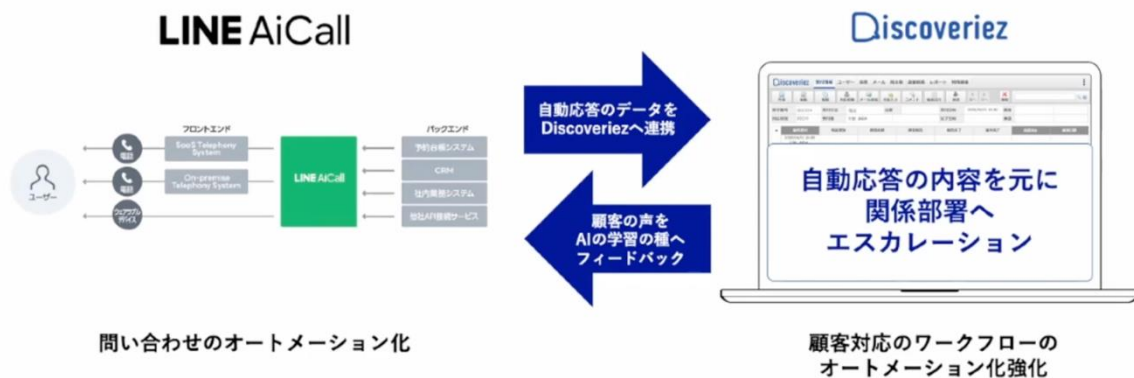 LINE AiCall
Discoveriez
フロントエンド
バックエンド
電話
SaaS Telephony
System
電話
On-premise
Telephony System
ウェアラブル
デバイス
ユーザー
LINE AiCall
予約台帳システム
CRM
社内業務システム
他社API接続サービス
自動応答のデータを
Discoveriezへ連携
顧客の声を
AIの学習の種へ
フィードバック
Discoveriez
自動応答の内容を元に
関係部署へ
エスカレーション
問い合わせのオートメーション化
顧客対応のワークフローの
オートメーション化強化